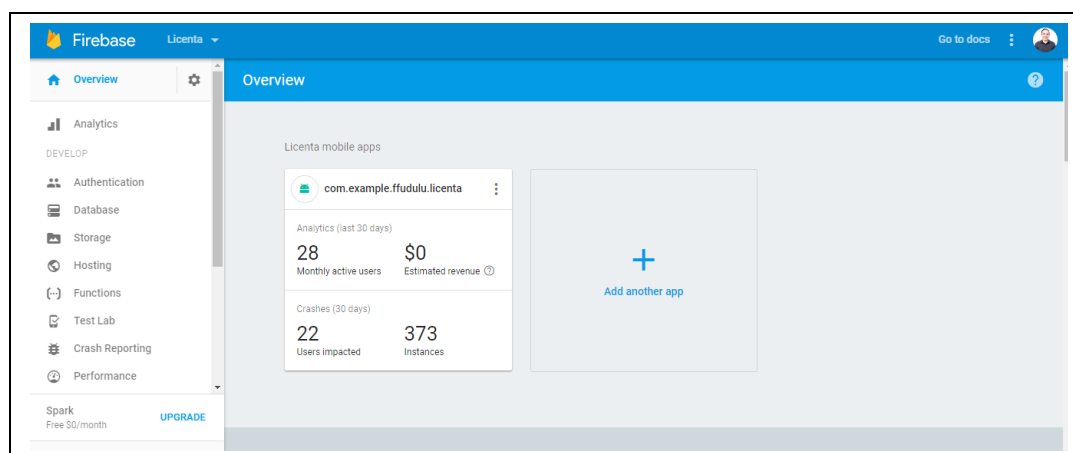 Firebase Licenta Go to docs
Overview Overview
Analytics
DEVELOP
Authentication
Database
Storage
Hosting
Functions
Test Lab
Crash Reporting
Performance
Spark
Free $0/month
UPGRADE
Licenta mobile apps
com.example.ffudulu.licenta
Analytics (last 30 days)
28 $0
Monthly active users Estimated revenue
Crashes (30 days)
22 373
Users impacted Instances
Add another app